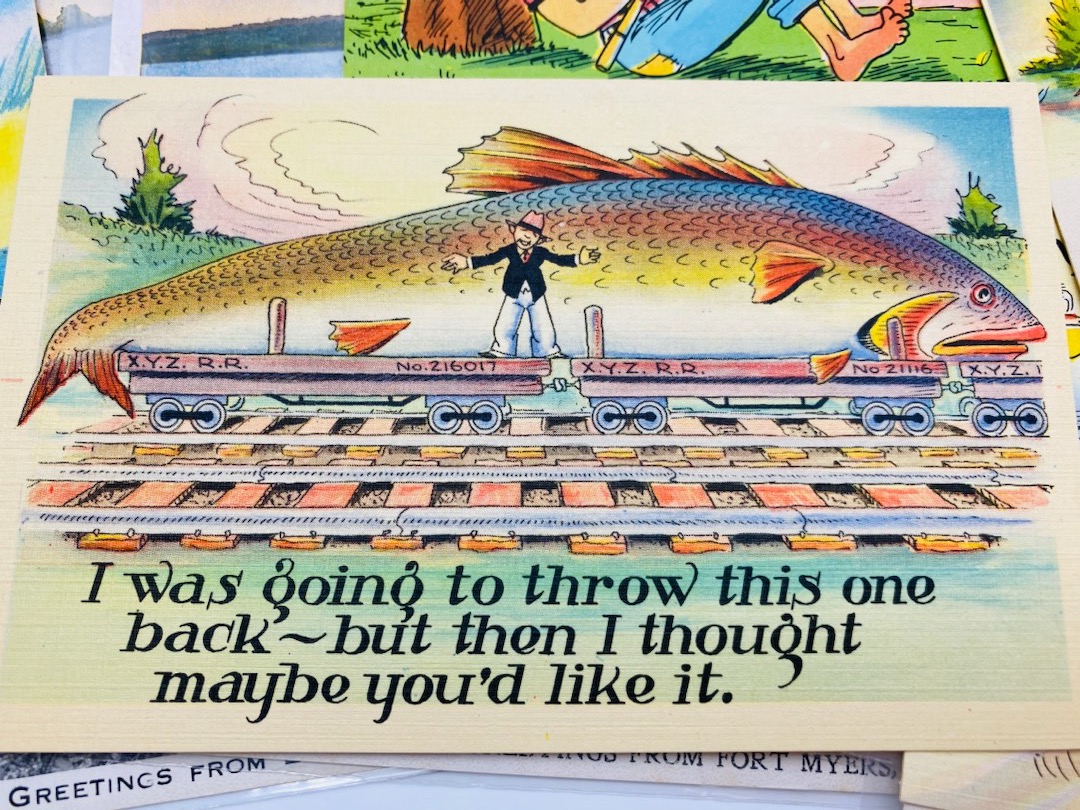 X.Y.Z. R.R. No. 216017 X.Y.Z. R.R. No 21116 X.Y.Z.
I was going to throw this one
back~but then I thought
maybe you'd like it.
GREETINGS FROM
FROM FORT MYERS,